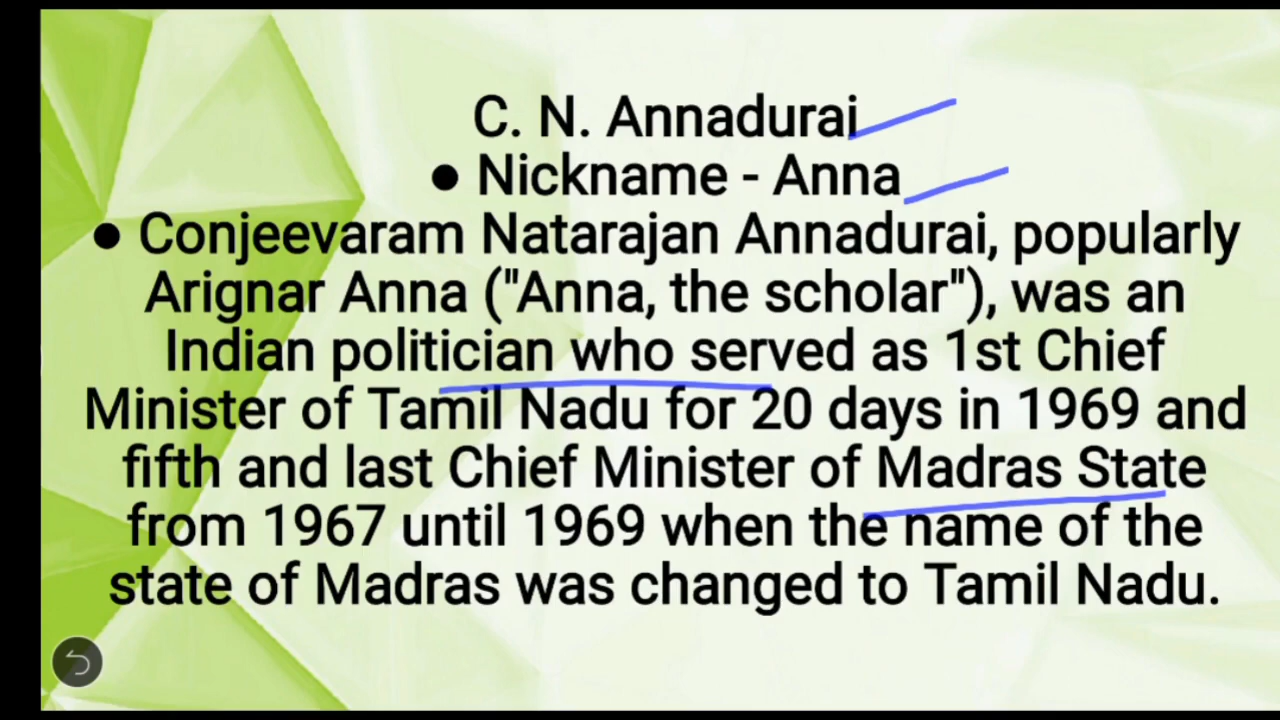 C. N. Annadurai
● Nickname - Anna
● Conjeevaram Natarajan Annadurai, popularly
Arignar Anna ("Anna, the scholar"), was an
Indian politician who served as 1st Chief
Minister of Tamil Nadu for 20 days in 1969 and
fifth and last Chief Minister of Madras State
from 1967 until 1969 when the name of the
state of Madras was changed to Tamil Nadu.